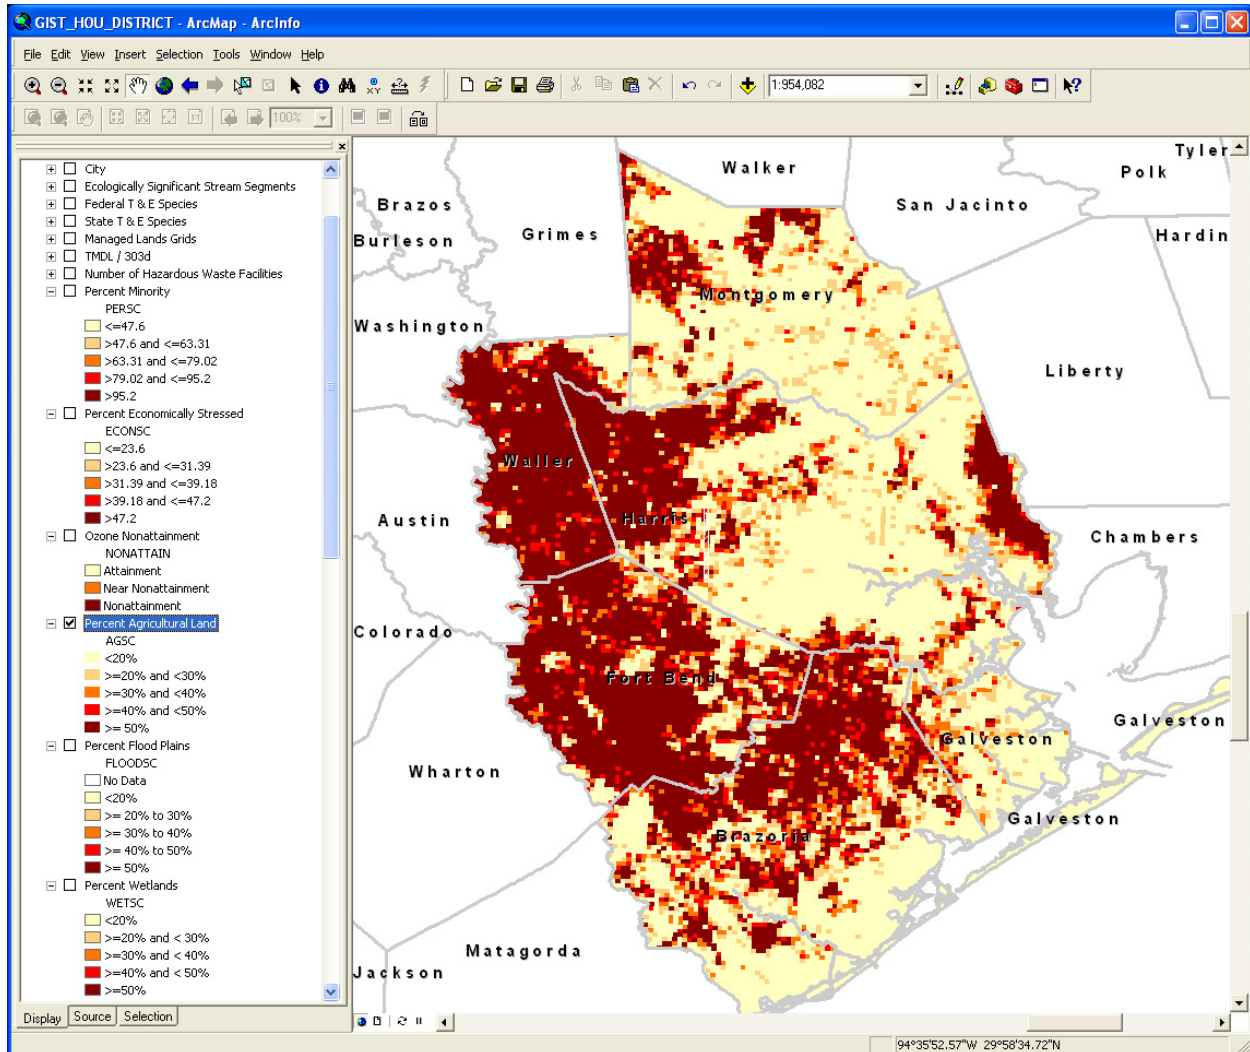 GIST_HOU_DISTRICT - ArcMap - ArcInfo
File Edit View Insert Selection Tools Window Help
1:954,082
100%
City
Ecologically Significant Stream Segments
Federal T & E Species
State T & E Species
Managed Lands Grids
TMDL / 303d
Number of Hazardous Waste Facilities
Percent Minority
PERSC
<=47.6
>47.6 and <=63.31
>63.31 and <=79.02
>79.02 and <=95.2
>95.2
Percent Economically Stressed
ECONSC
<=23.6
>23.6 and <=31.39
>31.39 and <=39.18
>39.18 and <=47.2
>47.2
Ozone Nonattainment
NONATTAIN
Attainment
Near Nonattainment
Nonattainment
Percent Agricultural Land
AGSC
<20%
>=20% and <30%
>=30% and <40%
>=40% and <50%
>= 50%
Percent Flood Plains
FLOODSC
No Data
<20%
>= 20% to 30%
>= 30% to 40%
>= 40% to 50%
>= 50%
Percent Wetlands
WETSC
<20%
>=20% and < 30%
>=30% and < 40%
>=40% and < 50%
>=50%
Display Source Selection
Tyler
Walker
Polk
Brazos
San Jacinto
Burleson
Grimes
Hardin
Montgomery
Washington
Liberty
Waller
Austin
Harris
Chambers
Colorado
Fort Bend
Galveston
Galveston
Wharton
Galveston
Brazoria
Matagorda
Jackson
94°35'52.57"W 29°58'34.72"N